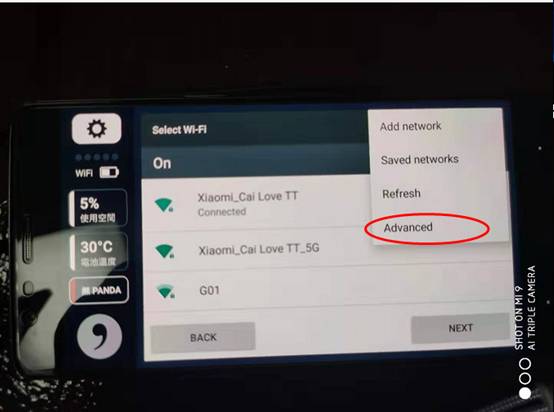 Select Wi-Fi
On
Add network
Saved networks
Refresh
Advanced
WiFi
5%
使用空間
30°C
電池溫度
無 PANDA
Xiaomi_Cai Love TT
Connected
Xiaomi_Cai Love TT_5G
G01
BACK
NEXT
SHOT ON MI 9
AI TRIPLE CAMERA